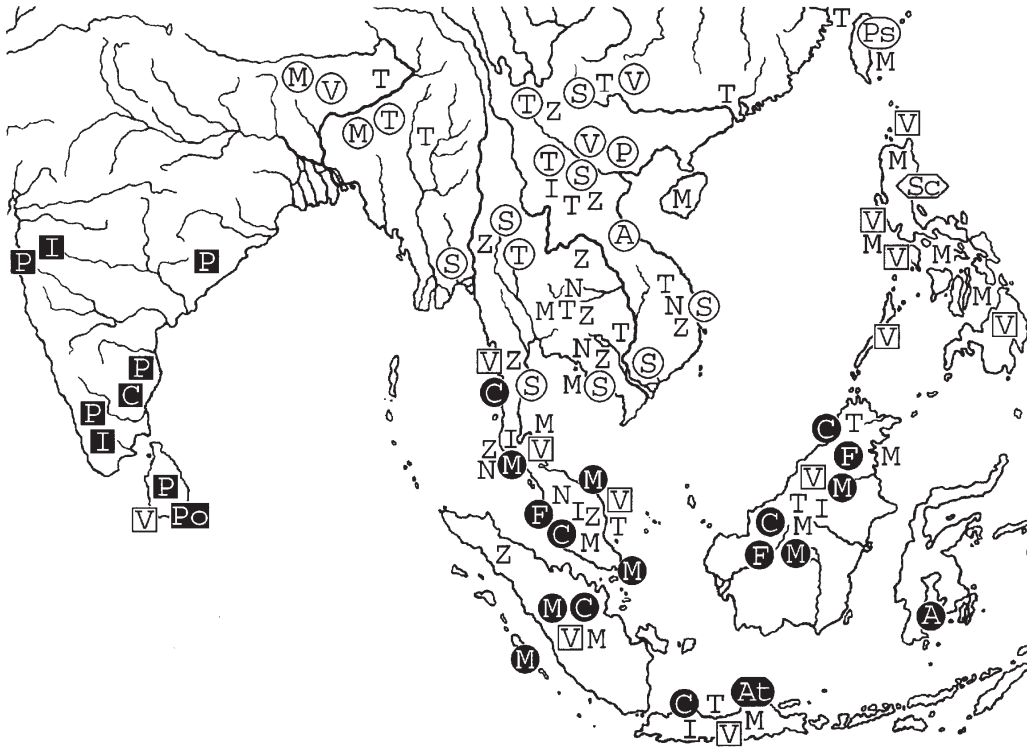 T Ps
M
M V T
T Z S T V
T
M T T
V V P
T S
I T Z
M M
Sc
S
Z T
A
V
M V M
I P
P
S
Z
N
M T Z
T
N S
Z
M
V
V
P
C
P
I
V Z
C
S
N Z
M S
T
S
M
I V
Z
N M
C T
F M
P
V Po
M
F N I Z
C M
V
T
V M
T I
C M
F M
Z
M
M C
V M
A
M
C T At
I V M